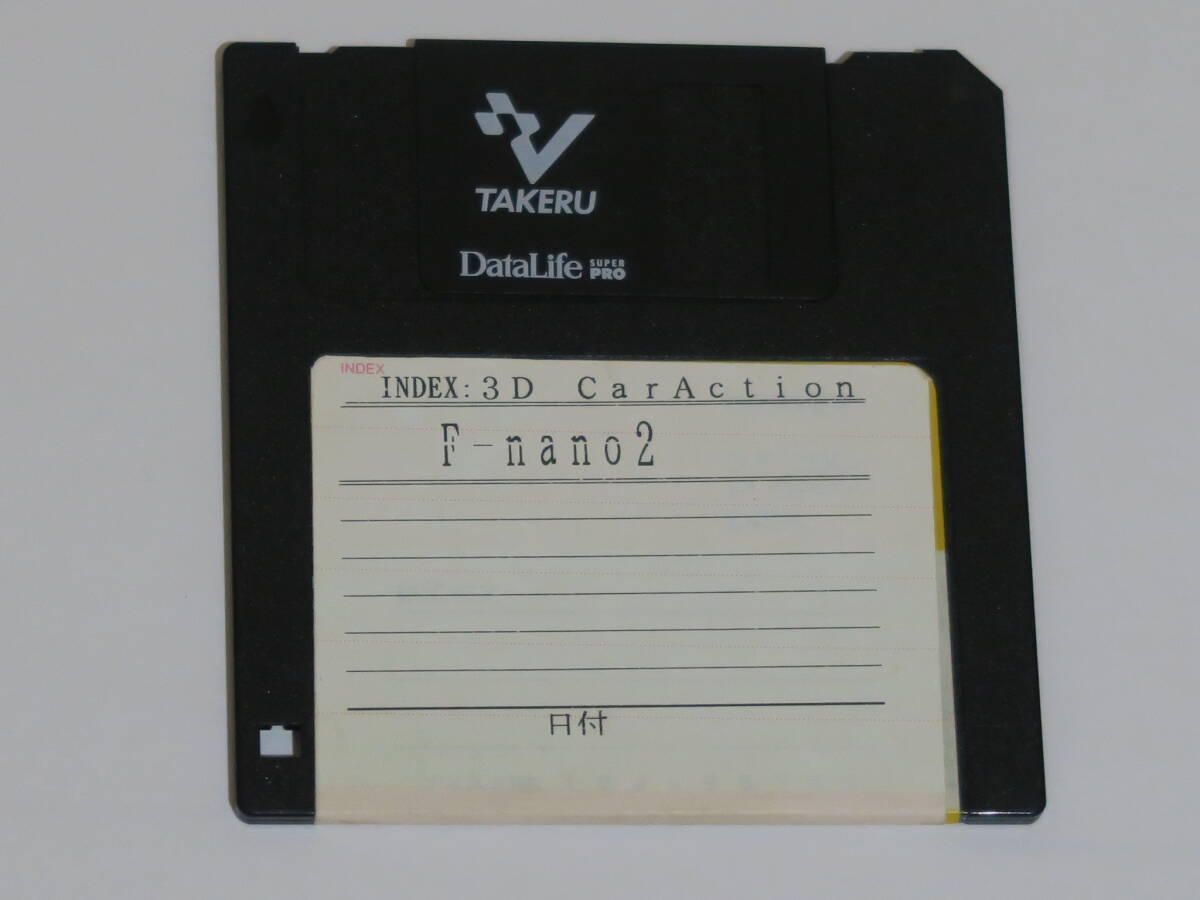 TAKERU
DataLife SUPER PRO
INDEX
INDEX: 3D CarAction
F-nano2
日付